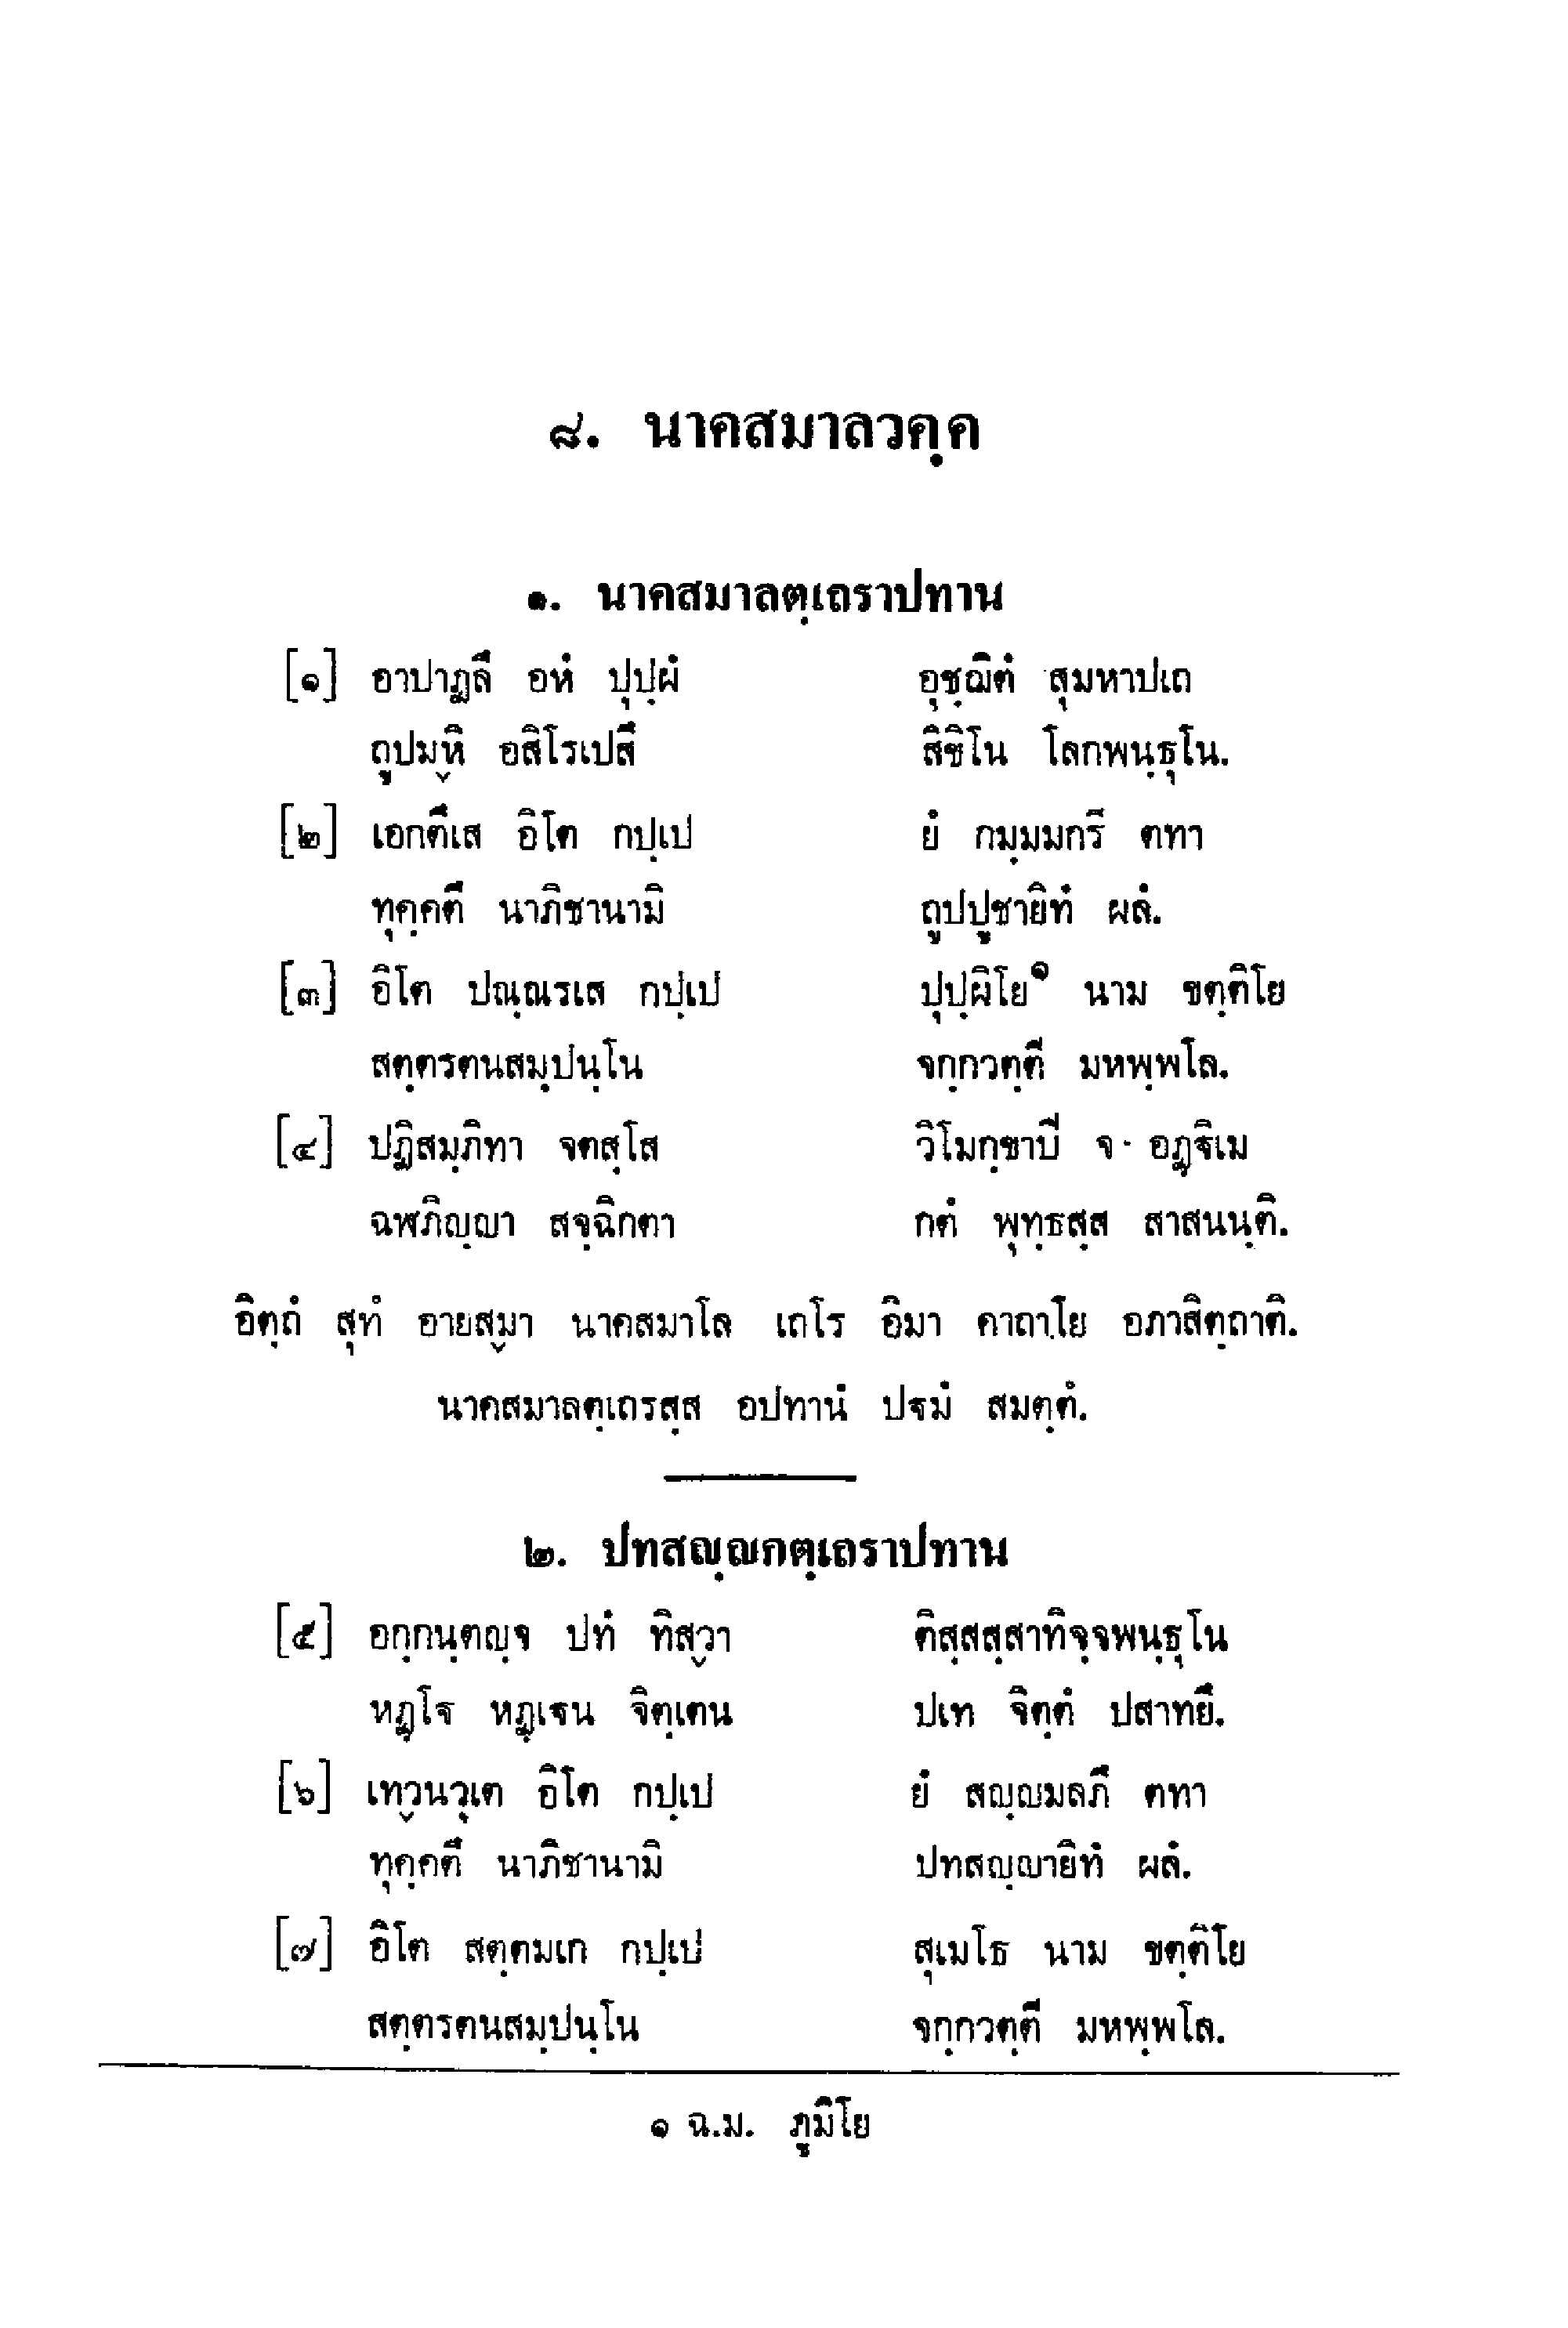 ๘. นาคสมาลวคฺค
๑. นาคสมาลตฺเถราปทาน
[๑] อาปาฏลึ อหํ ปุปฺผํ อุชฺฌิตํ สุมหาปเถ
ถูปมฺหิ อภิโรเปสึ สิขิโน โลกพนฺธุโน.
[๒] เอกตึเส อิโต กปฺเป ยํ กมฺมมกรึ ตทา
ทุคฺคตึ นาภิชานามิ ถูปปูชายิทํ ผลํ.
[๓] อิโต ปณฺณรเส กปฺเป ปุปฺผิโย๑ นาม ขตฺติโย
สตฺตรตนสมฺปนฺโน จกฺกวตฺตี มหพฺพโล.
[๔] ปฏิสมฺภิทา จตสฺโส วิโมกฺขาปิ จ อฏฺฐิเม
ฉฬภิญฺญา สจฺฉิกตา กตํ พุทฺธสฺส สาสนนฺติ.
อิตฺถํ สุทํ อายสฺมา นาคสมาโล เถโร อิมา คาถาโย อภาสิตฺถาติ.
นาคสมาลตฺเถรสฺส อปทานํ ปฐมํ สมตฺตํ.
๒. ปทสญฺญกตฺเถราปทาน
[๕] อกฺกนฺตญฺจ ปทํ ทิสฺวา ติสฺสสฺสาทิจฺจพนฺธุโน
หฏฺโฐ หฏฺเฐน จิตฺเตน ปเท จิตฺตํ ปสาทยึ.
[๖] เทฺวนวุเต อิโต กปฺเป ยํ สญฺญมลภึ ตทา
ทุคฺคตึ นาภิชานามิ ปทสญฺญายิทํ ผลํ.
[๗] อิโต สตฺตมเก กปฺเป สุเมโธ นาม ขตฺติโย
สตฺตรตนสมฺปนฺโน จกฺกวตฺตี มหพฺพโล.
๑ ฉ.ม. ภูมิโย